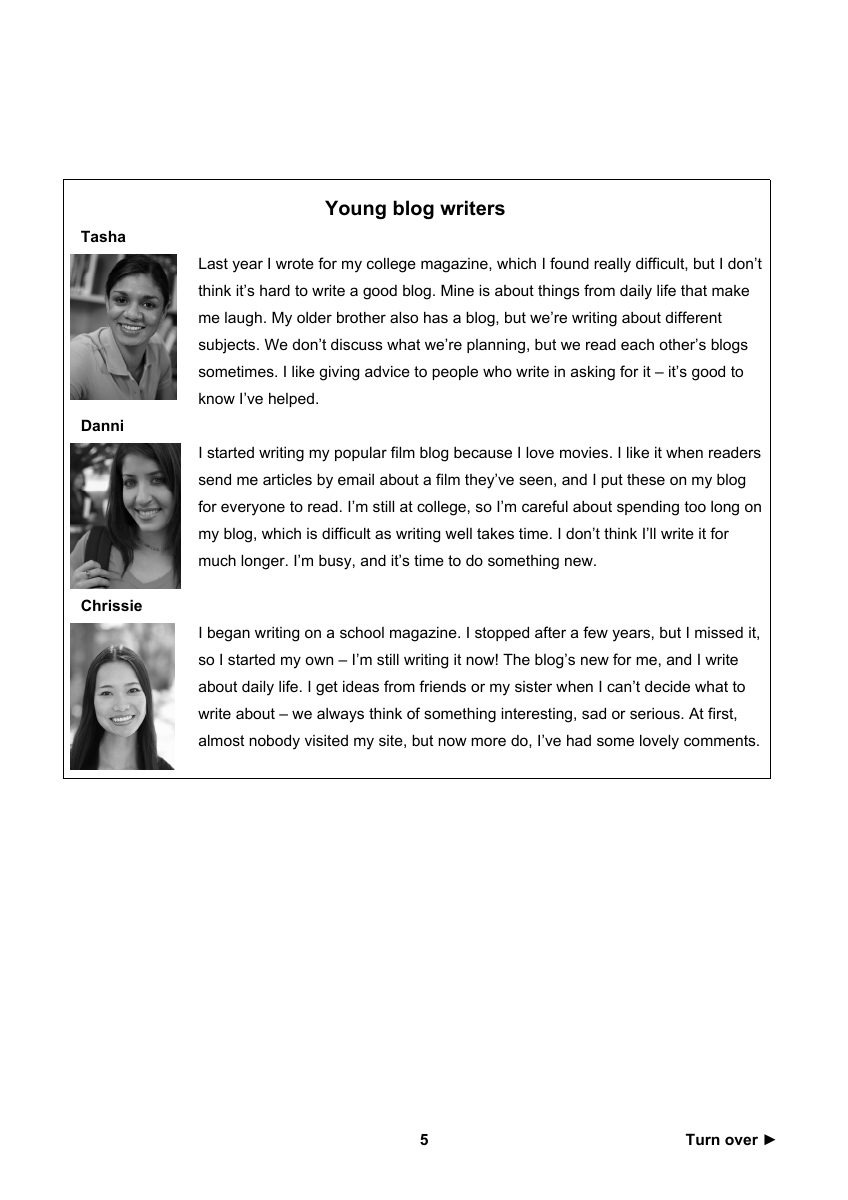 Young blog writers
Tasha
Last year I wrote for my college magazine, which I found really difficult, but I don’t
think it’s hard to write a good blog. Mine is about things from daily life that make
me laugh. My older brother also has a blog, but we’re writing about different
subjects. We don’t discuss what we’re planning, but we read each other’s blogs
sometimes. I like giving advice to people who write in asking for it – it’s good to
know I’ve helped.
Danni
I started writing my popular film blog because I love movies. I like it when readers
send me articles by email about a film they’ve seen, and I put these on my blog
for everyone to read. I’m still at college, so I’m careful about spending too long on
my blog, which is difficult as writing well takes time. I don’t think I’ll write it for
much longer. I’m busy, and it’s time to do something new.
Chrissie
I began writing on a school magazine. I stopped after a few years, but I missed it,
so I started my own – I’m still writing it now! The blog’s new for me, and I write
about daily life. I get ideas from friends or my sister when I can’t decide what to
write about – we always think of something interesting, sad or serious. At first,
almost nobody visited my site, but now more do, I’ve had some lovely comments.
5
Turn over ►